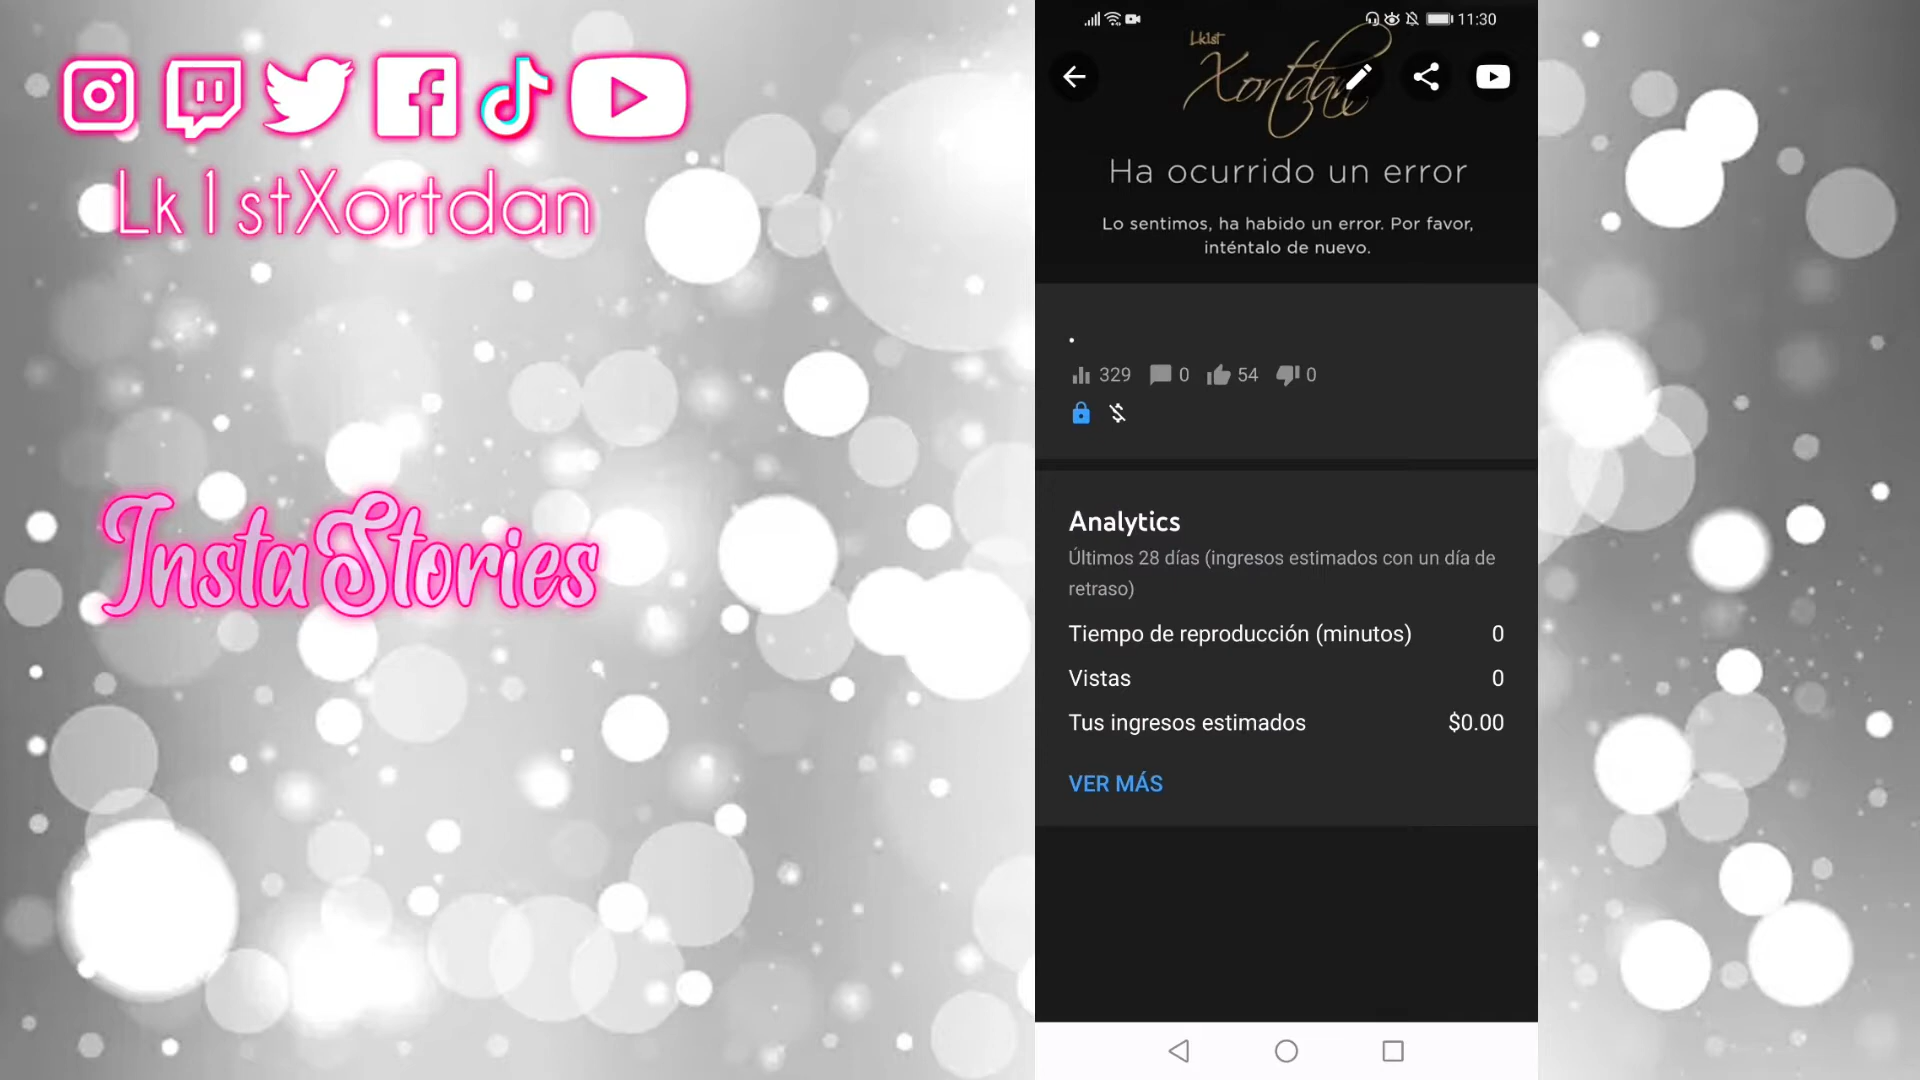 Lk1stXortdan
InstaStories
11:30
Lk1st
Xortdan
Ha ocurrido un error
Lo sentimos, ha habido un error. Por favor,
inténtalo de nuevo.
.
329 0 54 0
Analytics
Últimos 28 días (ingresos estimados con un día de
retraso)
Tiempo de reproducción (minutos) 0
Vistas 0
Tus ingresos estimados $0.00
VER MÁS